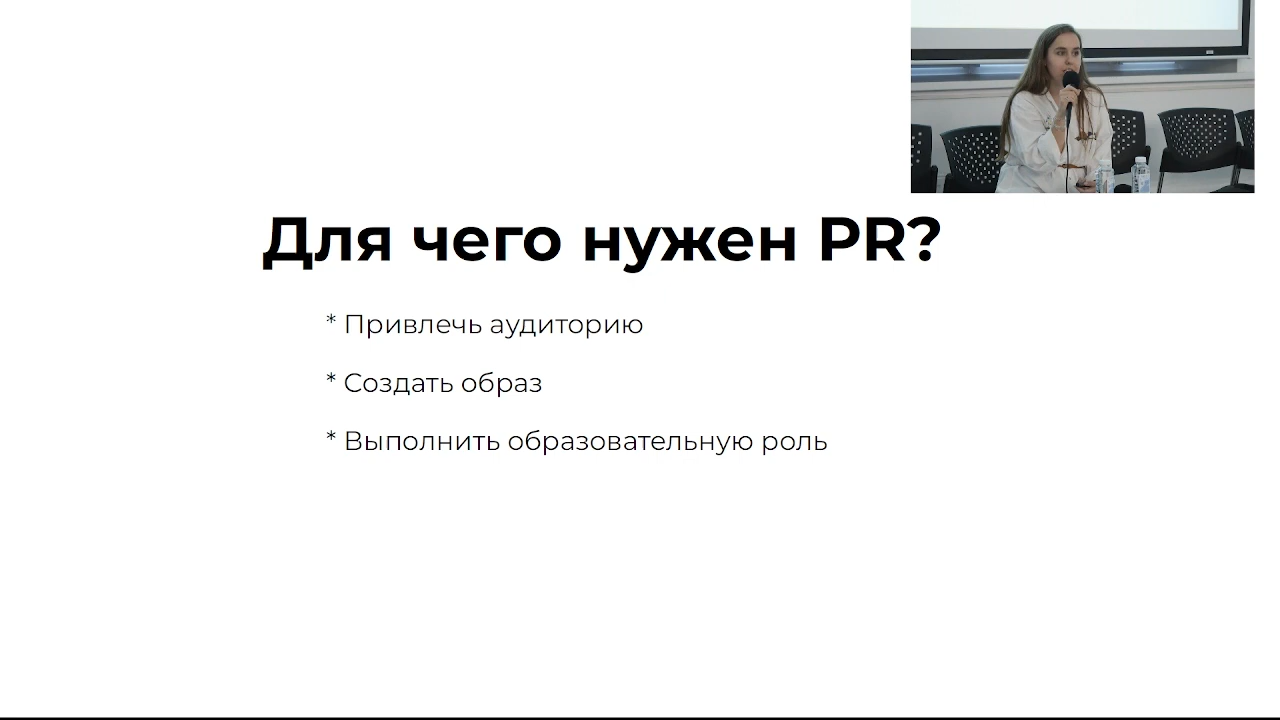 Для чего нужен PR?
* Привлечь аудиторию
* Создать образ
* Выполнить образовательную роль